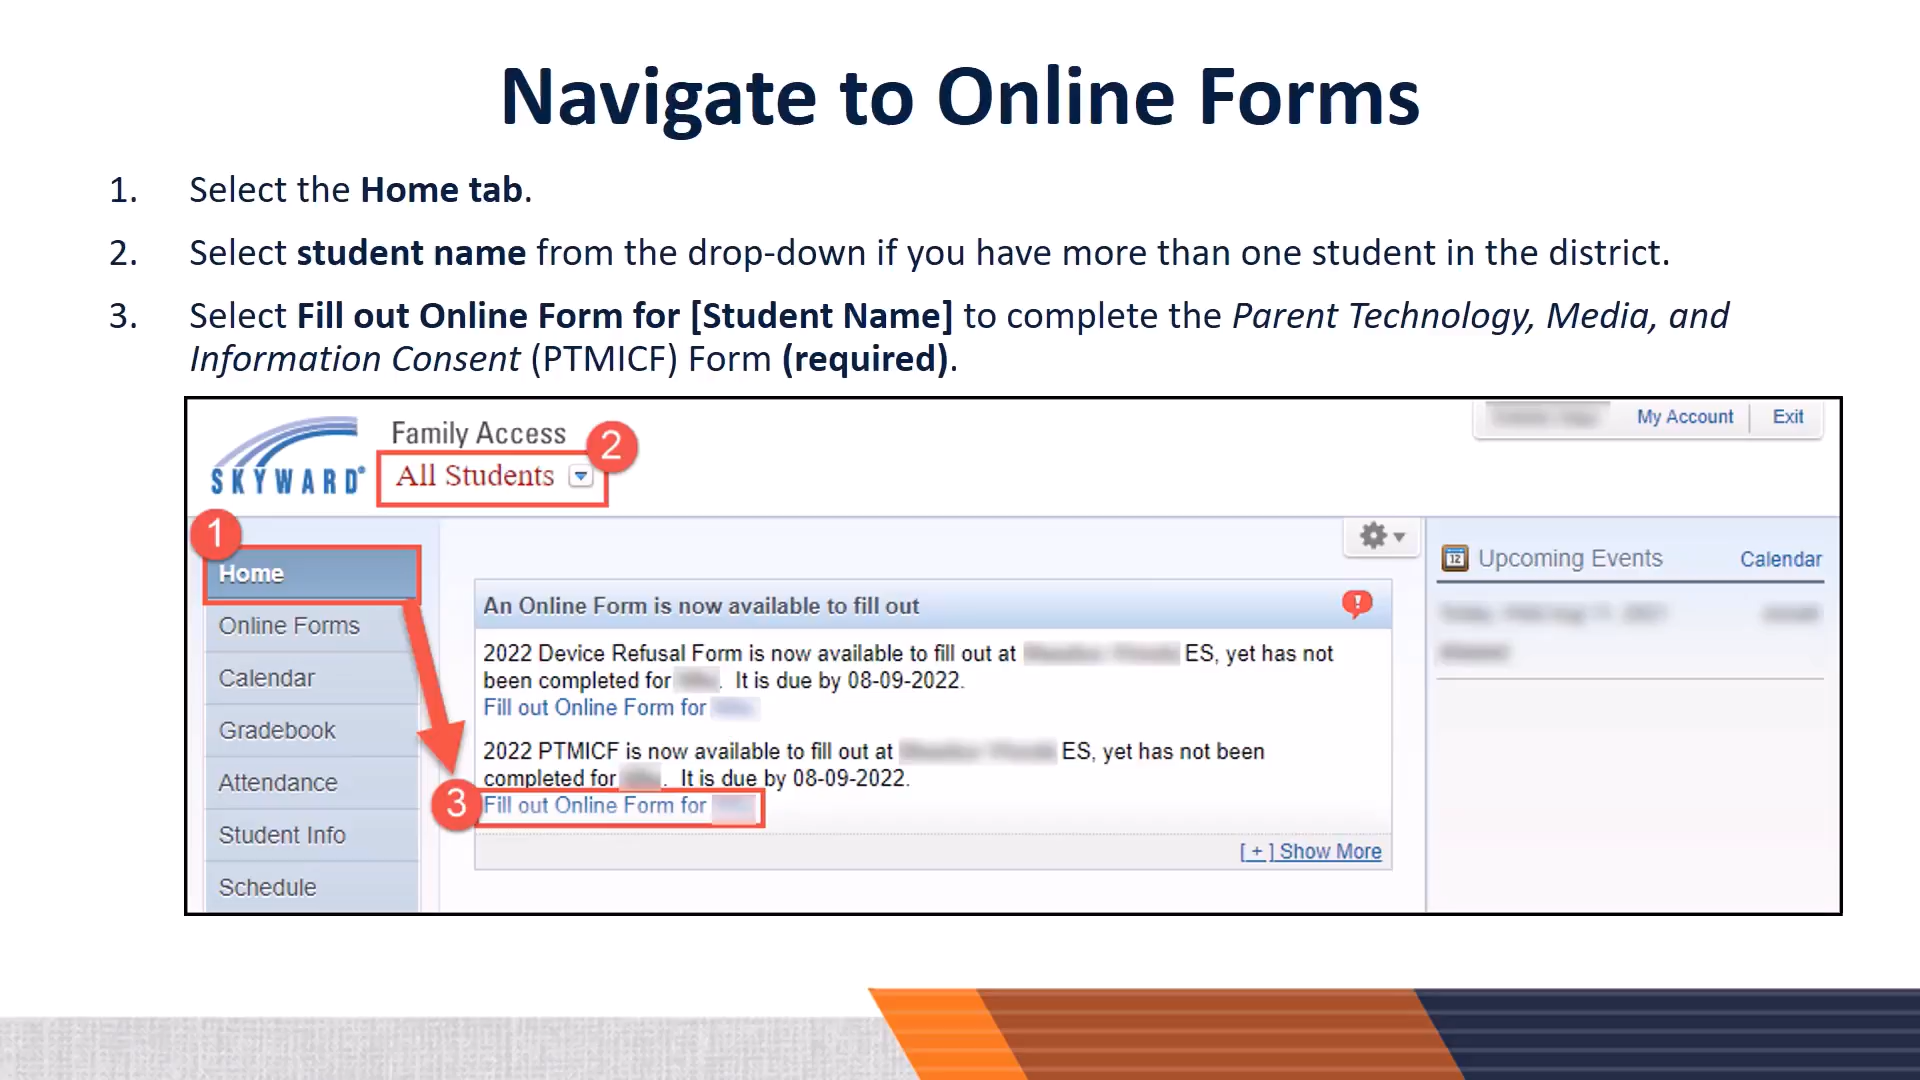 Navigate to Online Forms
1. Select the Home tab.
2. Select student name from the drop-down if you have more than one student in the district.
3. Select Fill out Online Form for [Student Name] to complete the Parent Technology, Media, and
Information Consent (PTMICF) Form (required).
SKYWARD®
Family Access
All Students
2
My Account
Exit
1
Home
Online Forms
Calendar
Gradebook
Attendance
Student Info
Schedule
An Online Form is now available to fill out
!
2022 Device Refusal Form is now available to fill out at ES, yet has not
been completed for . It is due by 08-09-2022.
Fill out Online Form for
2022 PTMICF is now available to fill out at ES, yet has not been
completed for . It is due by 08-09-2022.
3
Fill out Online Form for
[ + ] Show More
12
Upcoming Events
Calendar